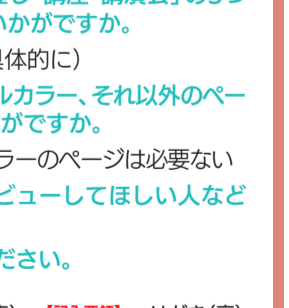 いかがですか。
具体的に）
ルカラー、それ以外のペー
がですか。
ラーのページは必要ない
ビューしてほしい人など
ださい。